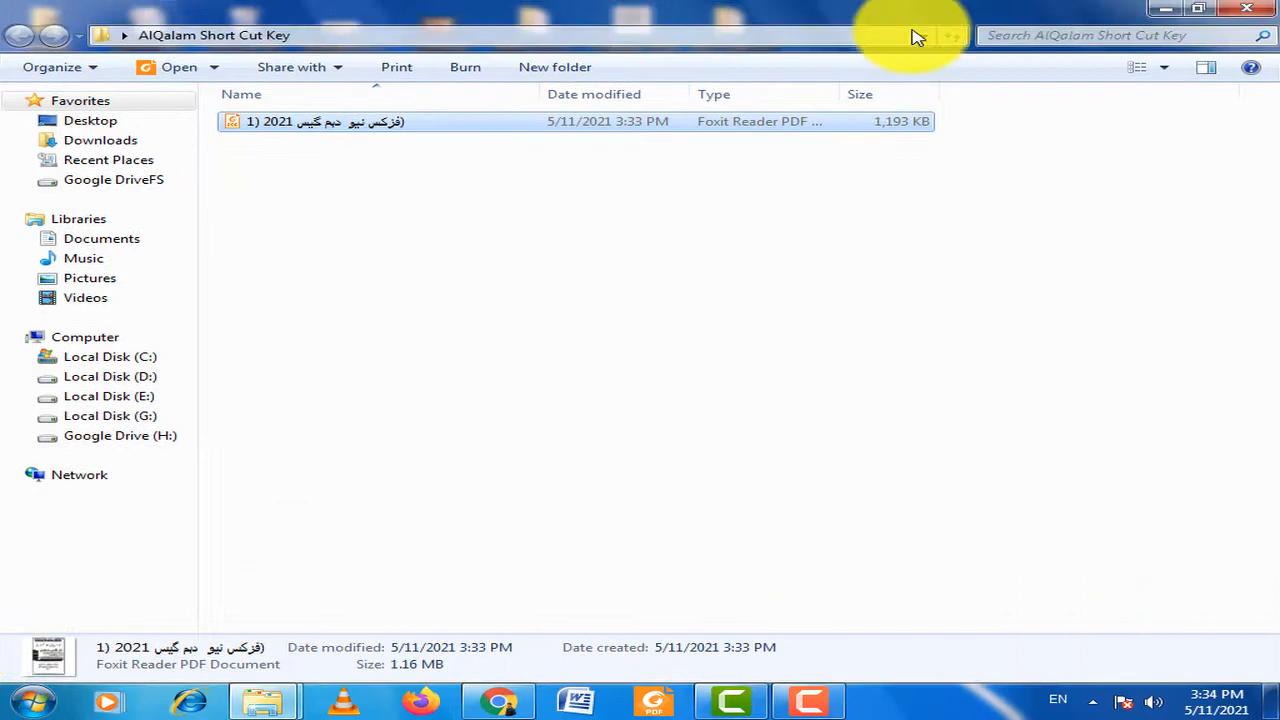 AlQalam Short Cut Key
Search AlQalam Short Cut Key
Organize
Open
Share with
Print
Burn
New folder
Name
Date modified
Type
Size
1) فزکس نیو دہم گیس 2021)
5/11/2021 3:33 PM
Foxit Reader PDF ...
1,193 KB
Favorites
Desktop
Downloads
Recent Places
Google DriveFS
Libraries
Documents
Music
Pictures
Videos
Computer
Local Disk (C:)
Local Disk (D:)
Local Disk (E:)
Local Disk (G:)
Google Drive (H:)
Network
1) فزکس نیو دہم گیس 2021)
Date modified: 5/11/2021 3:33 PM
Date created: 5/11/2021 3:33 PM
Foxit Reader PDF Document
Size: 1.16 MB
PDF
EN
3:34 PM
5/11/2021